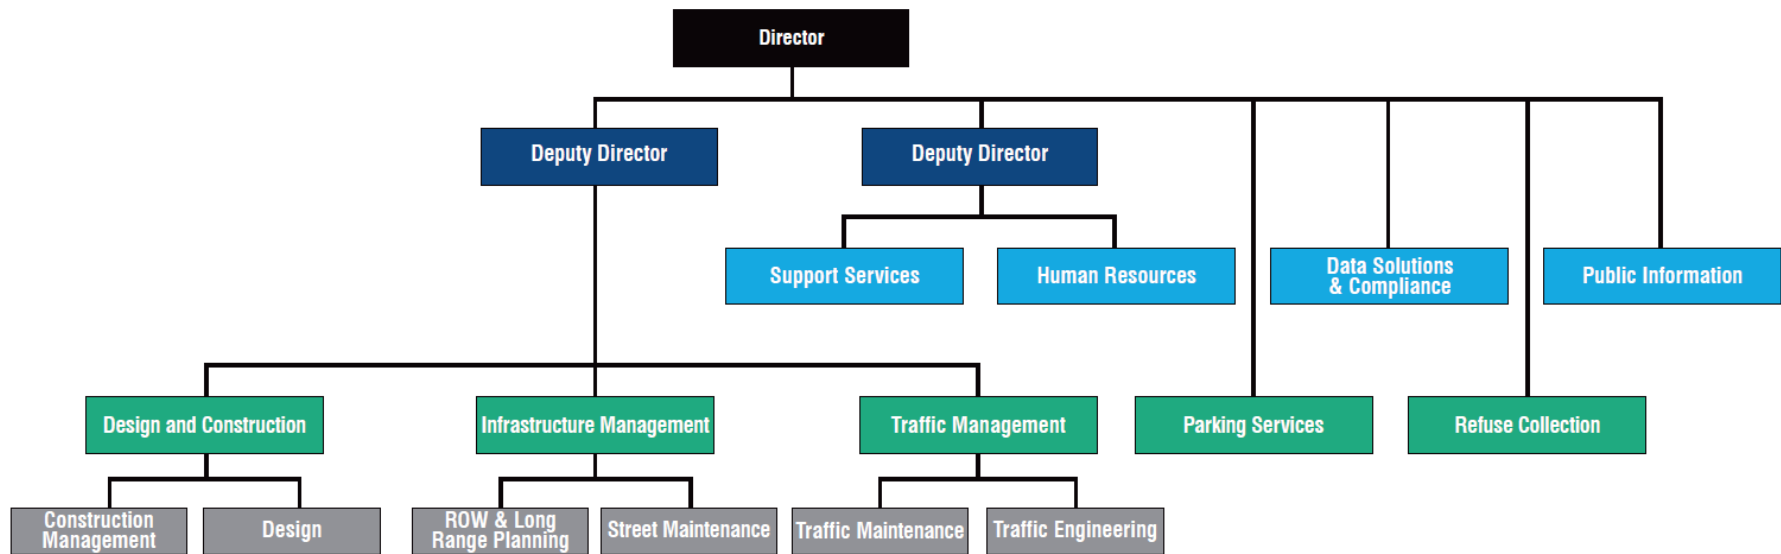 Director
Deputy Director
Deputy Director
Support Services
Human Resources
Data Solutions
& Compliance
Public Information
Design and Construction
Infrastructure Management
Traffic Management
Parking Services
Refuse Collection
Construction
Management
Design
ROW & Long
Range Planning
Street Maintenance
Traffic Maintenance
Traffic Engineering